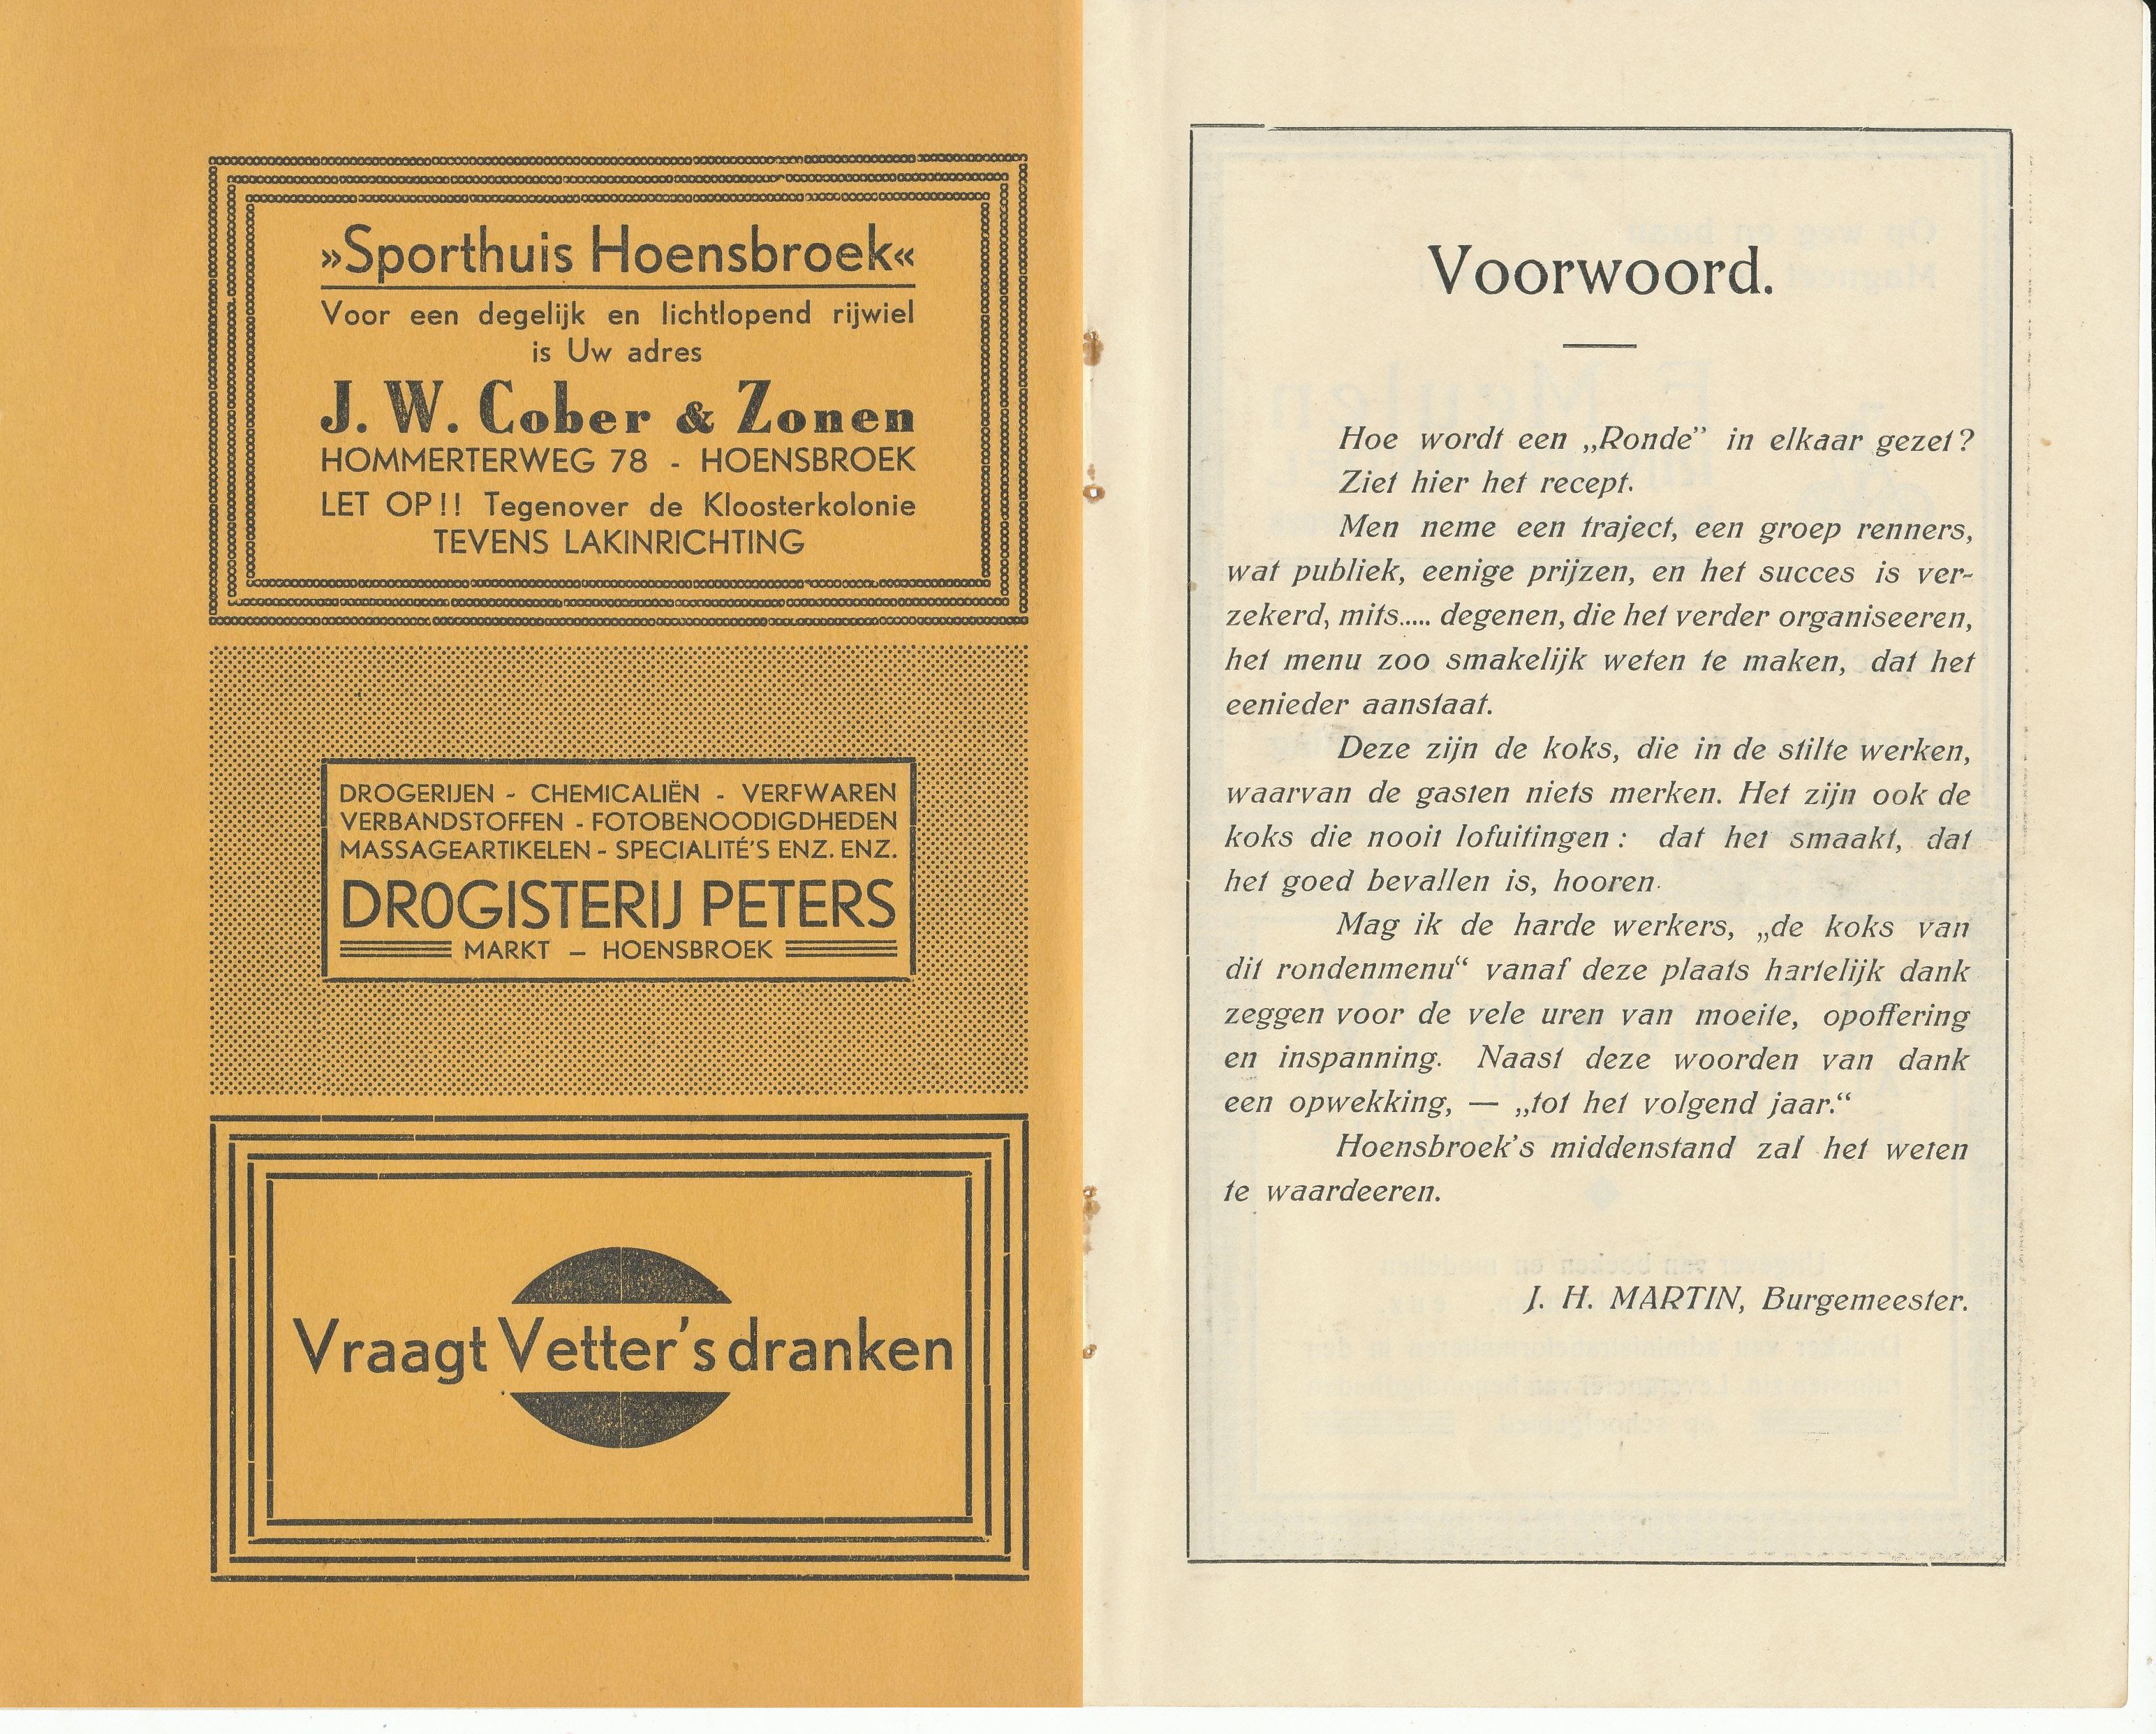 »Sporthuis Hoensbroek«
Voor een degelijk en lichtlopend rijwiel
is Uw adres
J. W. Cober & Zonen
HOMMERTERWEG 78 - HOENSBROEK
LET OP!! Tegenover de Kloosterkolonie
TEVENS LAKINRICHTING
DROGERIJEN - CHEMICALIËN - VERFWAREN
VERBANDSTOFFEN - FOTOBENOODIGDHEDEN
MASSAGEARTIKELEN - SPECIALITÉ'S ENZ. ENZ.
DROGISTERIJ PETERS
MARKT - HOENSBROEK
Vraagt Vetter's dranken
Voorwoord.
Hoe wordt een „Ronde” in elkaar gezet?
Ziet hier het recept.
Men neme een traject, een groep renners,
wat publiek, eenige prijzen, en het succes is ver-
zekerd, mits..... degenen, die het verder organiseeren,
het menu zoo smakelijk weten te maken, dat het
eenieder aanstaat.
Deze zijn de koks, die in de stilte werken,
waarvan de gasten niets merken. Het zijn ook de
koks die nooit lofuitingen : dat het smaakt, dat
het goed bevallen is, hooren.
Mag ik de harde werkers, „de koks van
dit rondenmenu“ vanaf deze plaats hartelijk dank
zeggen voor de vele uren van moeite, opoffering
en inspanning. Naast deze woorden van dank
een opwekking, — „tot het volgend jaar.“
Hoensbroek's middenstand zal het weten
te waardeeren.
J. H. MARTIN, Burgemeester.